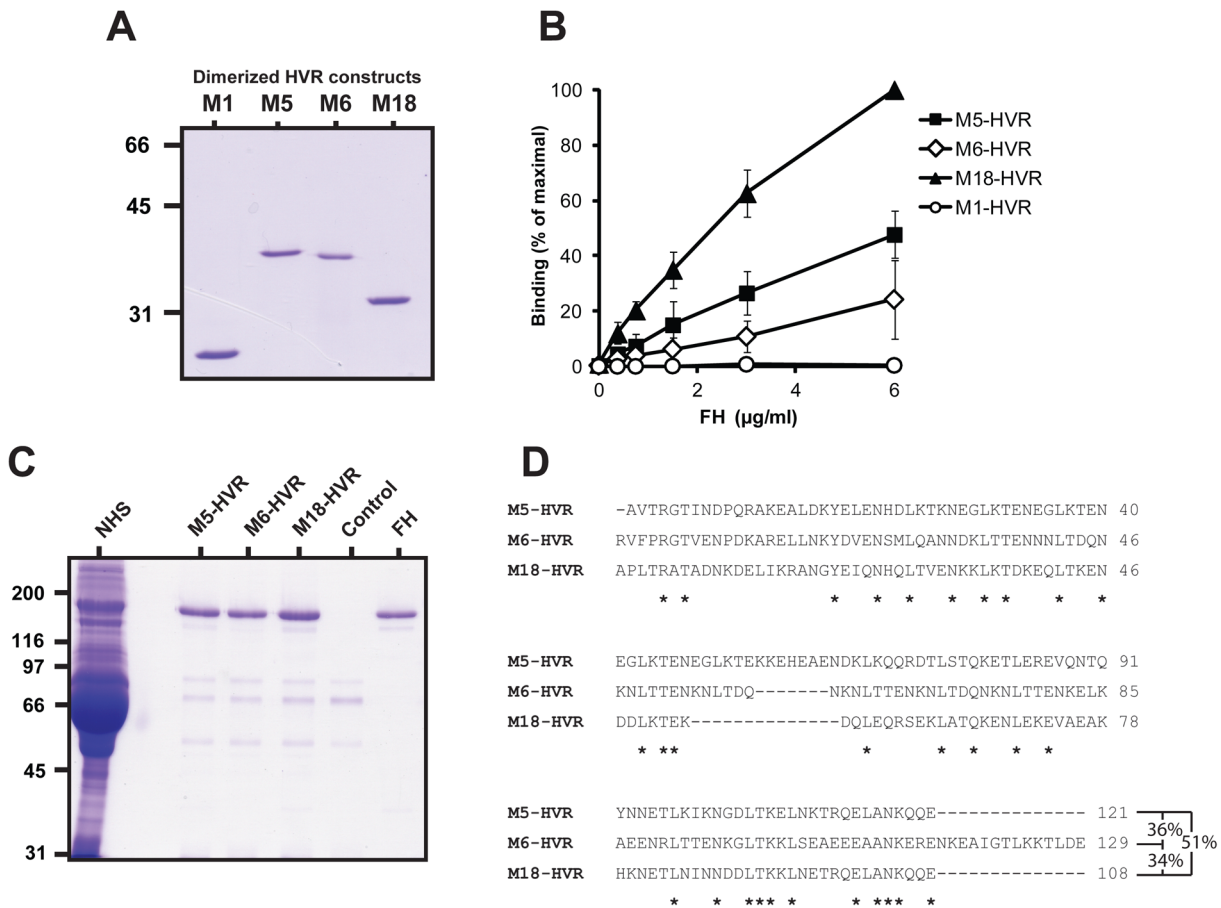 A
Dimerized HVR constructs
M1 M5 M6 M18
66
45
31
B
100
80
60
40
20
0
0 2 4 6
Binding (% of maximal)
FH (µg/ml)
M5-HVR
M6-HVR
M18-HVR
M1-HVR
C
NHS M5-HVR M6-HVR M18-HVR Control FH
200
116
97
66
45
31
D
M5-HVR -AVTRGTINDPQRAKEALDKYELENHDLKTKNEGLKTENEGLKTEN 40
M6-HVR RVFPRGTVENPDKARELLNKYDVENSMLQANNDKLTTENNNLTDQN 46
M18-HVR APLTRATADNKDELIKRANGYEIQNHQLTVENKKLKTDKEQLTKEN 46
* * * * * * * * * *
M5-HVR EGLKTENEGLKTEKKEHEAENDKLKQQRDTLSTQKETLEREVQNTQ 91
M6-HVR KNLTTENKNLTDQ-------NKNLTTENKNLTDQNKNLTTENKELK 85
M18-HVR DDLKTEK--------------DQLEQRSEKLATQKENLEKEVAEAK 78
* ** * * * * *
M5-HVR YNNETLKIKNGDLTKELNKTRQELANKQQE-------------- 121
M6-HVR AEENRLTTENKGLTKKLSEAEEEAANKERENKEAIGTLKKTLDE 129
M18-HVR HKNETLNINNDDLTKKLNETRQELANKQQE-------------- 108
* * *** * * *** *
36%
34%
51%